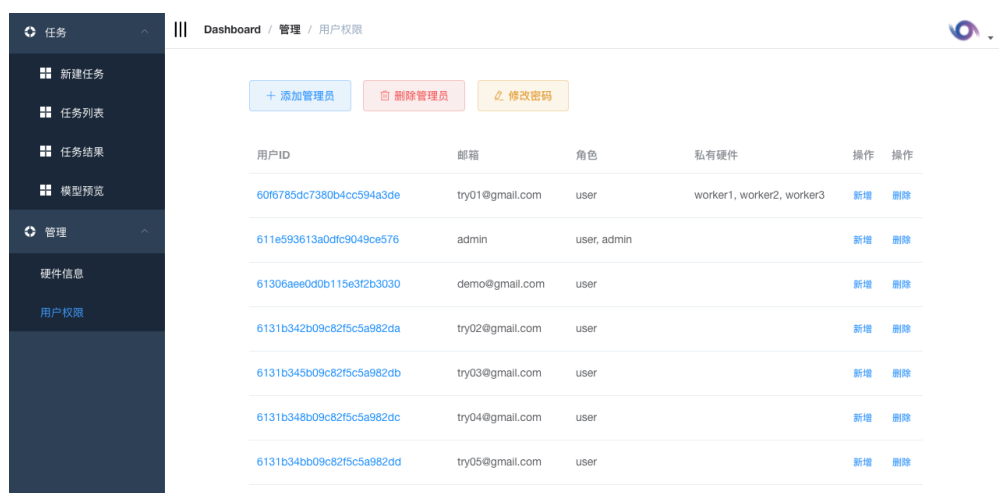 任务
新建任务
任务列表
任务结果
模型预览
管理
硬件信息
用户权限
Dashboard / 管理 / 用户权限
添加管理员 删除管理员 修改密码
用户ID 邮箱 角色 私有硬件 操作 操作
60f6785dc7380b4cc594a3de try01@gmail.com user worker1, worker2, worker3 新增 删除
611e593613a0dfc9049ce576 admin user, admin 新增 删除
61306aee0d0b115e3f2b3030 demo@gmail.com user 新增 删除
6131b342b09c82f5c5a982da try02@gmail.com user 新增 删除
6131b345b09c82f5c5a982db try03@gmail.com user 新增 删除
6131b348b09c82f5c5a982dc try04@gmail.com user 新增 删除
6131b34bb09c82f5c5a982dd try05@gmail.com user 新增 删除